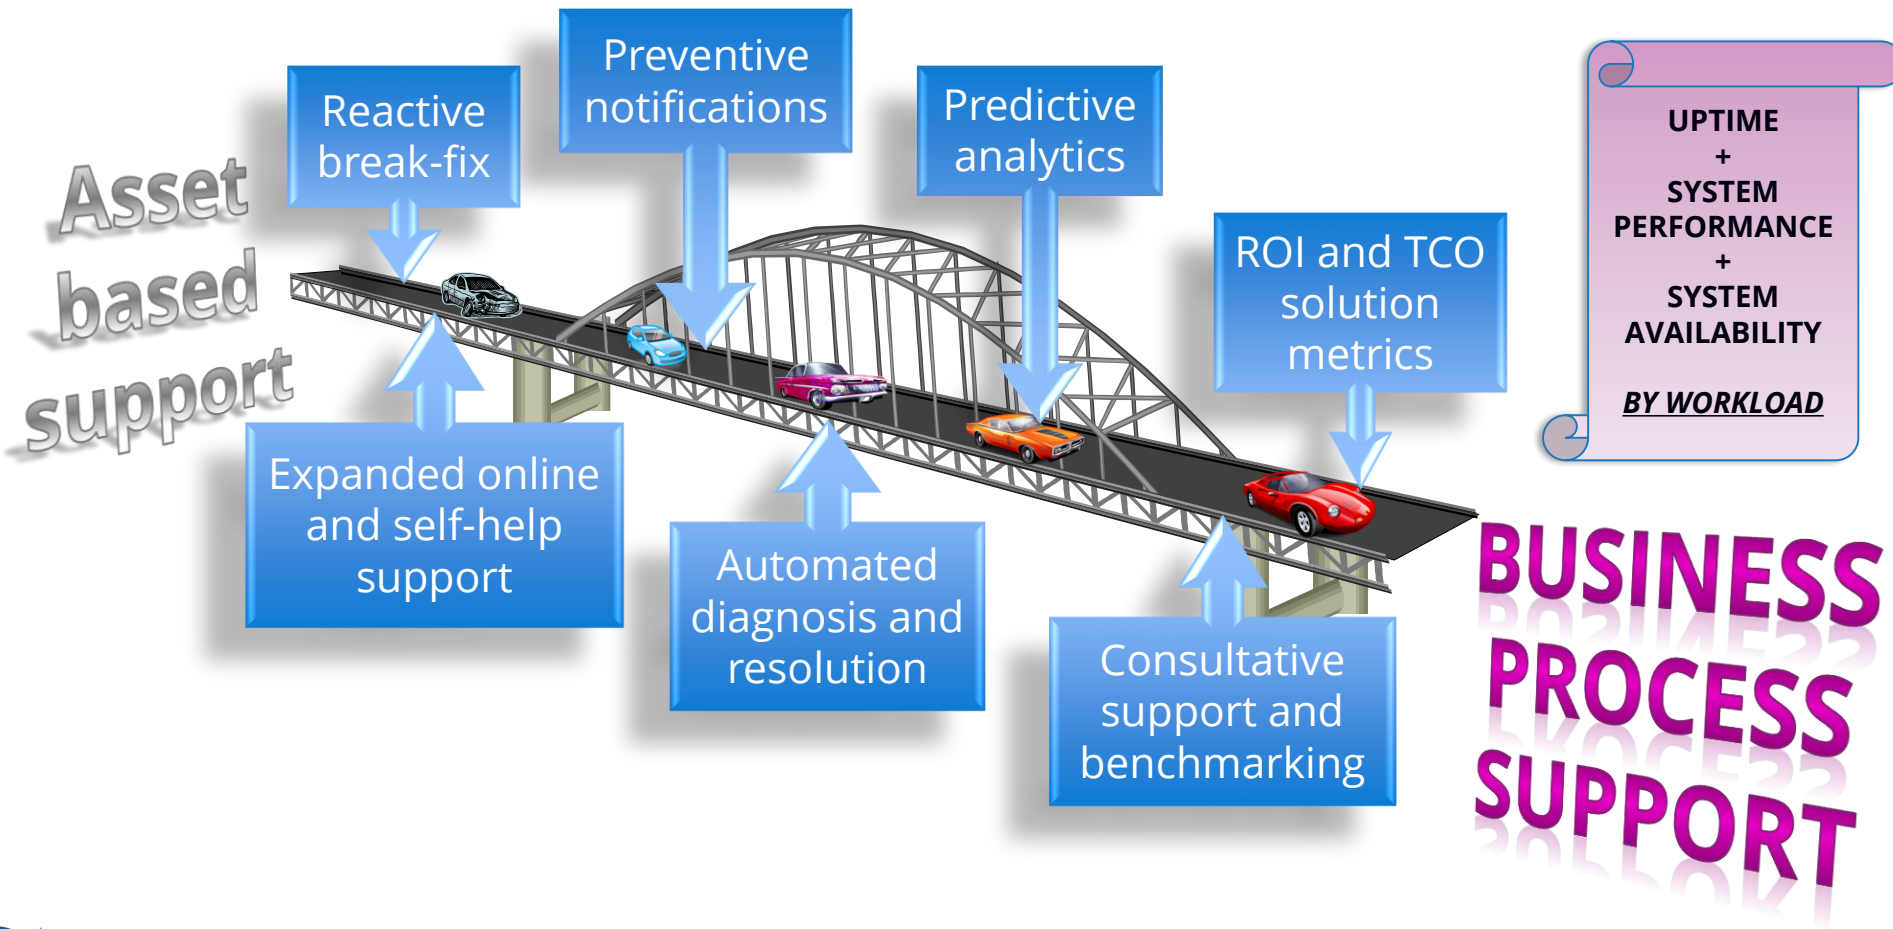 Asset
based
support
Reactive
break-fix
Preventive
notifications
Predictive
analytics
ROI and TCO
solution
metrics
Expanded online
and self-help
support
Automated
diagnosis and
resolution
Consultative
support and
benchmarking
UPTIME
+
SYSTEM
PERFORMANCE
+
SYSTEM
AVAILABILITY
BY WORKLOAD
BUSINESS
PROCESS
SUPPORT